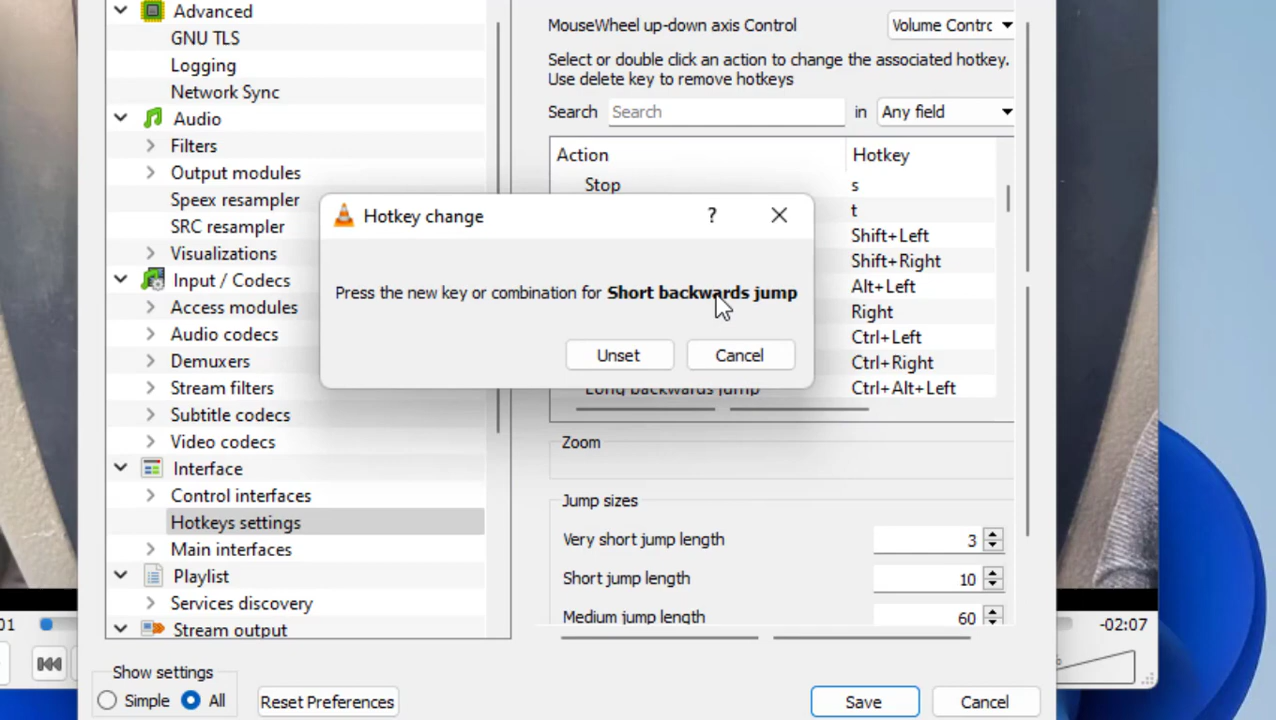 Advanced
GNU TLS
Logging
Network Sync
Audio
Filters
Output modules
Speex resampler
SRC resampler
Visualizations
Input / Codecs
Access modules
Audio codecs
Demuxers
Stream filters
Subtitle codecs
Video codecs
Interface
Control interfaces
Hotkeys settings
Main interfaces
Playlist
Services discovery
Stream output
Show settings
Simple All
Reset Preferences
MouseWheel up-down axis Control Volume Contrc
Select or double click an action to change the associated hotkey.
Use delete key to remove hotkeys
Search Search in Any field
Action Hotkey
Stop s
t
Shift+Left
Shift+Right
Alt+Left
Right
Ctrl+Left
Ctrl+Right
Long backwards jump Ctrl+Alt+Left
Hotkey change ?
Press the new key or combination for Short backwards jump
Unset Cancel
Zoom
Jump sizes
Very short jump length 3
Short jump length 10
Medium jump length 60
Save Cancel
01
-02:07
%